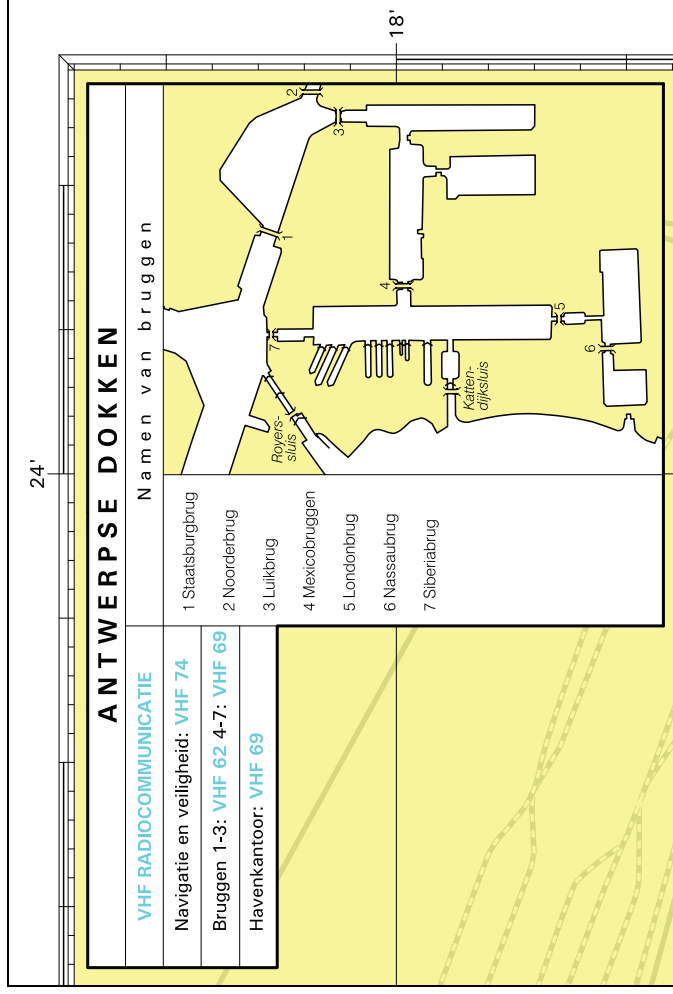 ANTWERPSE DOKKEN
VHF RADIOCOMMUNICATIE
Navigatie en veiligheid: VHF 74
Bruggen 1-3: VHF 62 4-7: VHF 69
Havenkantoor: VHF 69
Namen van bruggen
1 Staatsburgbrug
2 Noorderbrug
3 Luikbrug
4 Mexicobruggen
5 Londonbrug
6 Nassaubrug
7 Siberiabrug
Royers-
sluis
Katten-
dijksluis
1
2
3
4
5
6
7
24'
18'